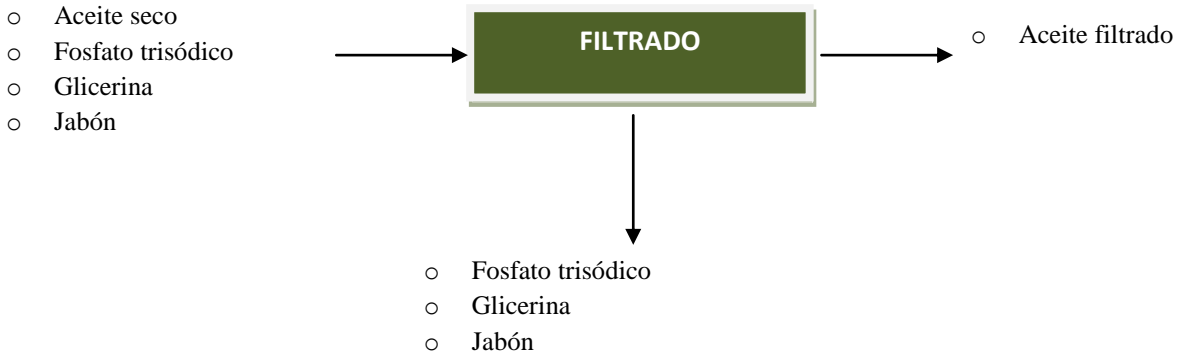 o Aceite seco
o Fosfato trisódico
o Glicerina
o Jabón
FILTRADO
o Aceite filtrado
o Fosfato trisódico
o Glicerina
o Jabón